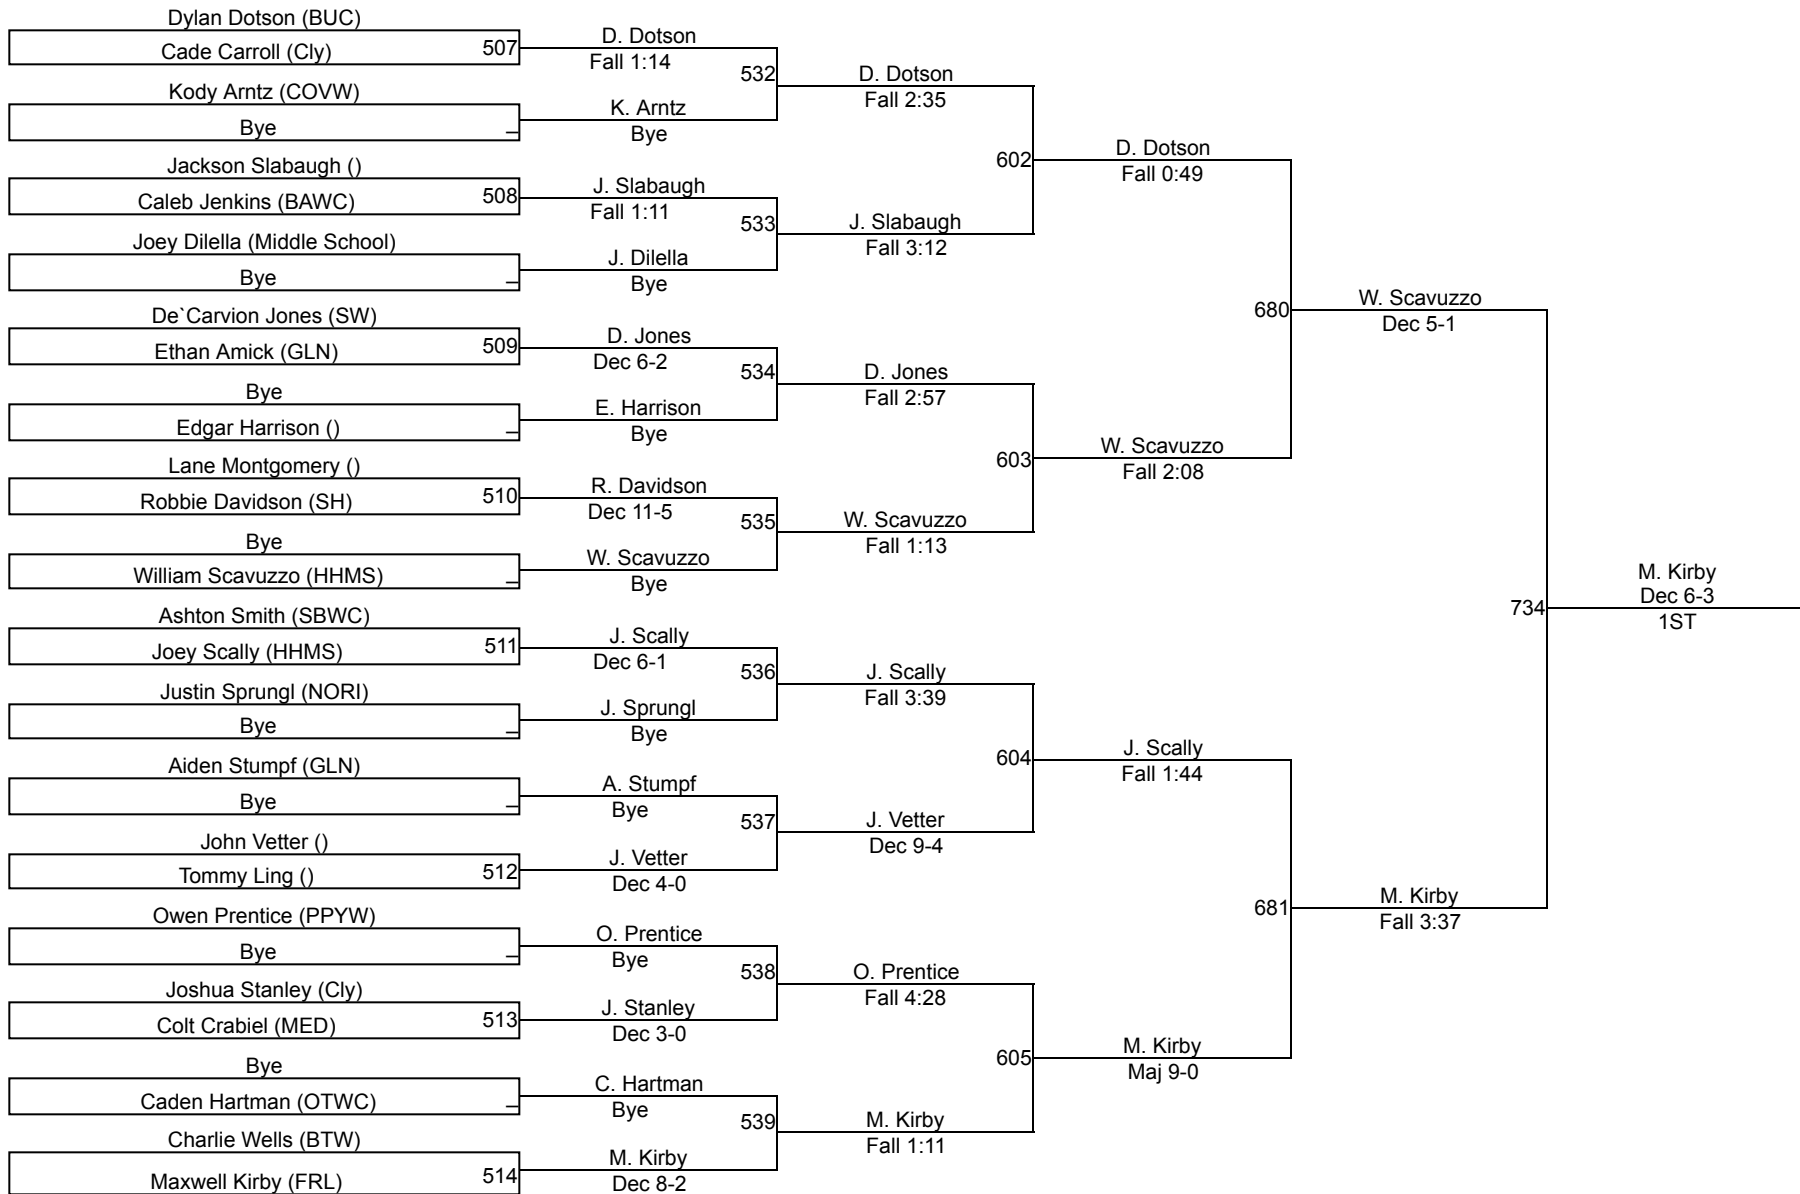 Dylan Dotson (BUC)
Cade Carroll (Cly)
507
Kody Arntz (COVW)
Bye
Jackson Slabaugh ()
Caleb Jenkins (BAWC)
508
Joey Dilella (Middle School)
Bye
De`Carvion Jones (SW)
Ethan Amick (GLN)
509
Bye
Edgar Harrison ()
Lane Montgomery ()
Robbie Davidson (SH)
510
Bye
William Scavuzzo (HHMS)
Ashton Smith (SBWC)
Joey Scally (HHMS)
511
Justin Sprungl (NORI)
Bye
Aiden Stumpf (GLN)
Bye
John Vetter ()
Tommy Ling ()
512
Owen Prentice (PPYW)
Bye
Joshua Stanley (Cly)
Colt Crabiel (MED)
513
Bye
Caden Hartman (OTWC)
Charlie Wells (BTW)
Maxwell Kirby (FRL)
514
D. Dotson
Fall 1:14
532
K. Arntz
Bye
J. Slabaugh
Fall 1:11
533
J. Dilella
Bye
D. Jones
Dec 6-2
534
E. Harrison
Bye
R. Davidson
Dec 11-5
535
W. Scavuzzo
Bye
J. Scally
Dec 6-1
536
J. Sprungl
Bye
A. Stumpf
Bye
537
J. Vetter
Dec 4-0
O. Prentice
Bye
538
J. Stanley
Dec 3-0
C. Hartman
Bye
539
M. Kirby
Dec 8-2
D. Dotson
Fall 2:35
602
J. Slabaugh
Fall 3:12
D. Jones
Fall 2:57
603
W. Scavuzzo
Fall 1:13
J. Scally
Fall 3:39
604
J. Vetter
Dec 9-4
O. Prentice
Fall 4:28
605
M. Kirby
Fall 1:11
D. Dotson
Fall 0:49
680
W. Scavuzzo
Fall 2:08
J. Scally
Fall 1:44
681
M. Kirby
Maj 9-0
W. Scavuzzo
Dec 5-1
734
M. Kirby
Fall 3:37
M. Kirby
Dec 6-3
1ST